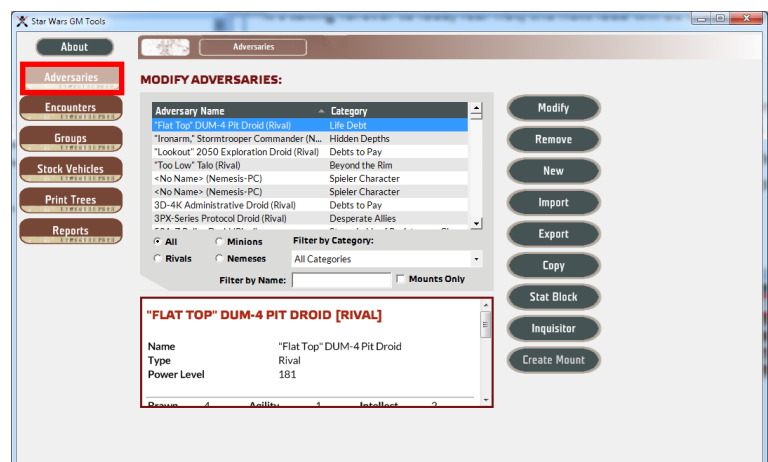 Star Wars GM Tools
About
Adversaries
Adversaries
Encounters
Groups
Stock Vehicles
Print Trees
Reports
MODIFY ADVERSARIES:
Adversary Name Category
"Flat Top" DUM-4 Pit Droid (Rival) Life Debt
"Ironarm," Stormtrooper Commander (N... Hidden Depths
"Lookout" 2050 Exploration Droid (Rival) Debts to Pay
"Too Low" Talo (Rival) Beyond the Rim
<No Name> (Nemesis-PC) Spieler Character
<No Name> (Nemesis-PC) Spieler Character
3D-4K Administrative Droid (Rival) Debts to Pay
3PX-Series Protocol Droid (Rival) Desperate Allies
All Minions Filter by Category:
Rivals Nemeses All Categories
Filter by Name: Mounts Only
"FLAT TOP" DUM-4 PIT DROID [RIVAL]
Name "Flat Top" DUM-4 Pit Droid
Type Rival
Power Level 181
Brawn 4 Agility 1 Intellect 2
Modify
Remove
New
Import
Export
Copy
Stat Block
Inquisitor
Create Mount